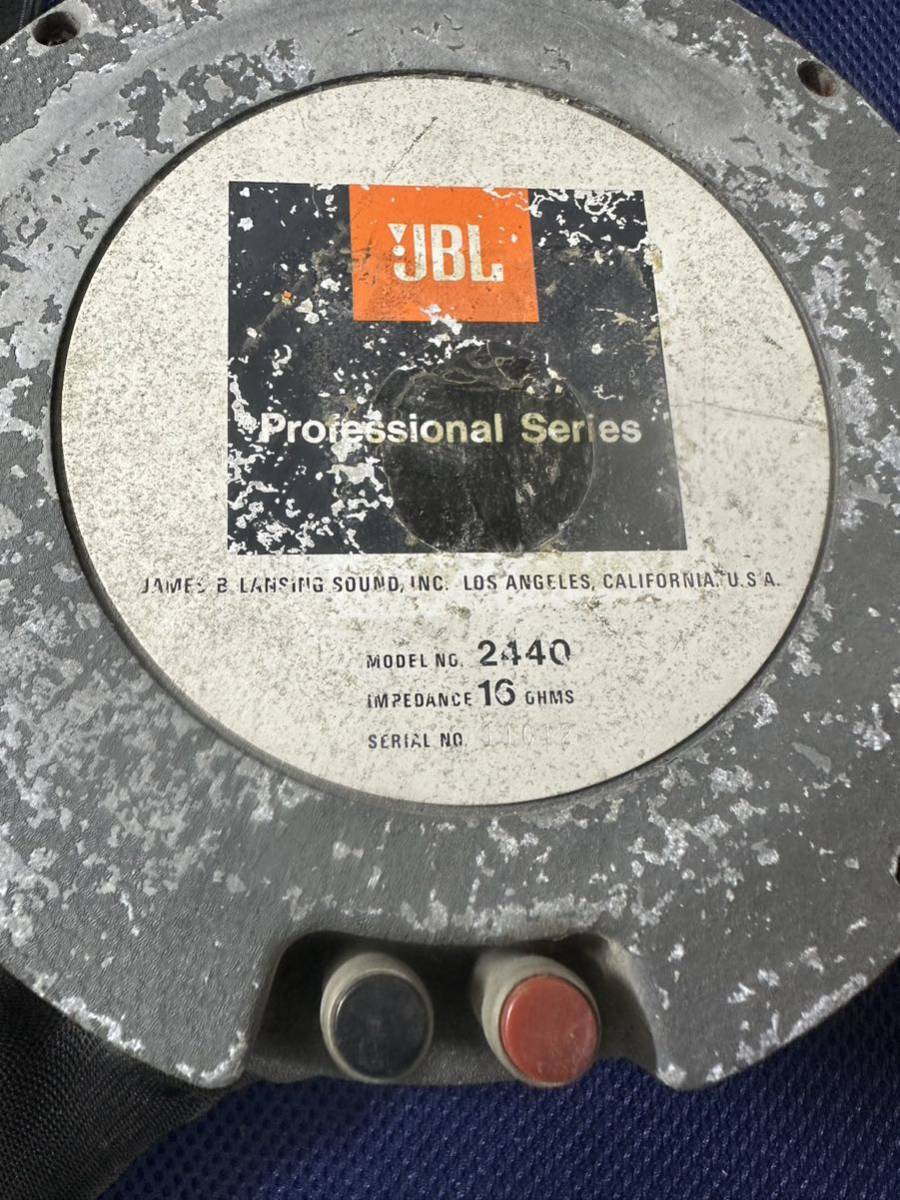 JBL
Professional Series
JAMES B LANSING SOUND, INC. LOS ANGELES, CALIFORNIA, U.S.A.
MODEL NO. 2440
IMPEDANCE 16 OHMS
SERIAL NO.